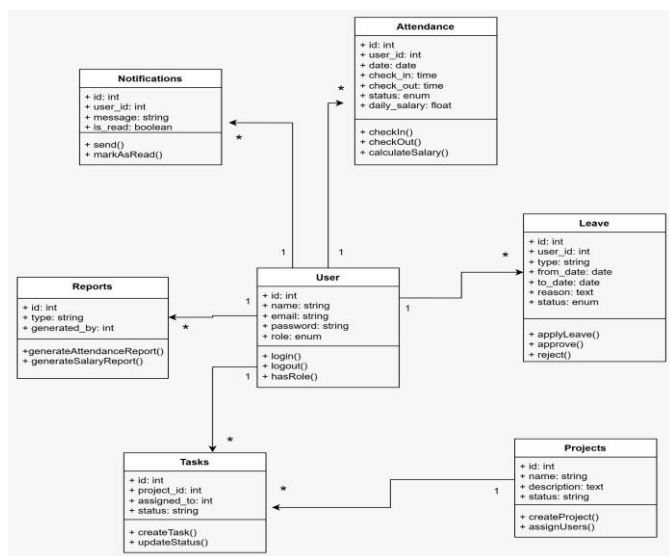 Attendance
+ id: int
+ user_id: int
+ date: date
+ check_in: time
+ check_out: time
+ status: enum
+ daily_salary: float
+ checkIn()
+ checkOut()
+ calculateSalary()
Notifications
+ id: int
+ user_id: int
+ message: string
+ is_read: boolean
+ send()
+ markAsRead()
*
*
1
1
Leave
+ id: int
+ user_id: int
+ type: string
+ from_date: date
+ to_date: date
+ reason: text
+ status: enum
+ applyLeave()
+ approve()
+ reject()
*
1
User
+ id: int
+ name: string
+ email: string
+ password: string
+ role: enum
+ login()
+ logout()
+ hasRole()
Reports
+ id: int
+ type: string
+ generated_by: int
+generateAttendanceReport()
+ generateSalaryReport()
1
*
1
*
Tasks
+ id: int
+ project_id: int
+ assigned_to: int
+ status: string
+ createTask()
+ updateStatus()
*
1
Projects
+ id: int
+ name: string
+ description: text
+ status: string
+ createProject()
+ assignUsers()